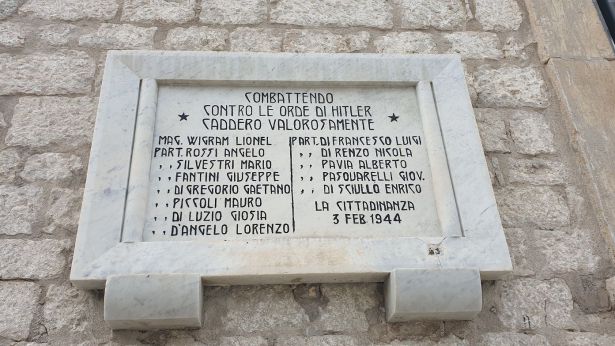 COMBATTENDO
CONTRO LE ORDE DI HITLER
CADDERO VALOROSAMENTE
MAG. WIGRAM LIONEL
PART. ROSSI ANGELO
,, SILVESTRI MARIO
,, FANTINI GIUSEPPE
,, DI GREGORIO GAETANO
,, PICCOLI MAURO
,, DI LUZIO GIOSIA
,, D'ANGELO LORENZO
PART. DI FRANCESCO LUIGI
,, DI RENZO NICOLA
,, PAVIA ALBERTO
,, PASQUARELLI GIOV.
,, DI SCIULLO ENRICO
LA CITTADINANZA
3 FEB 1944